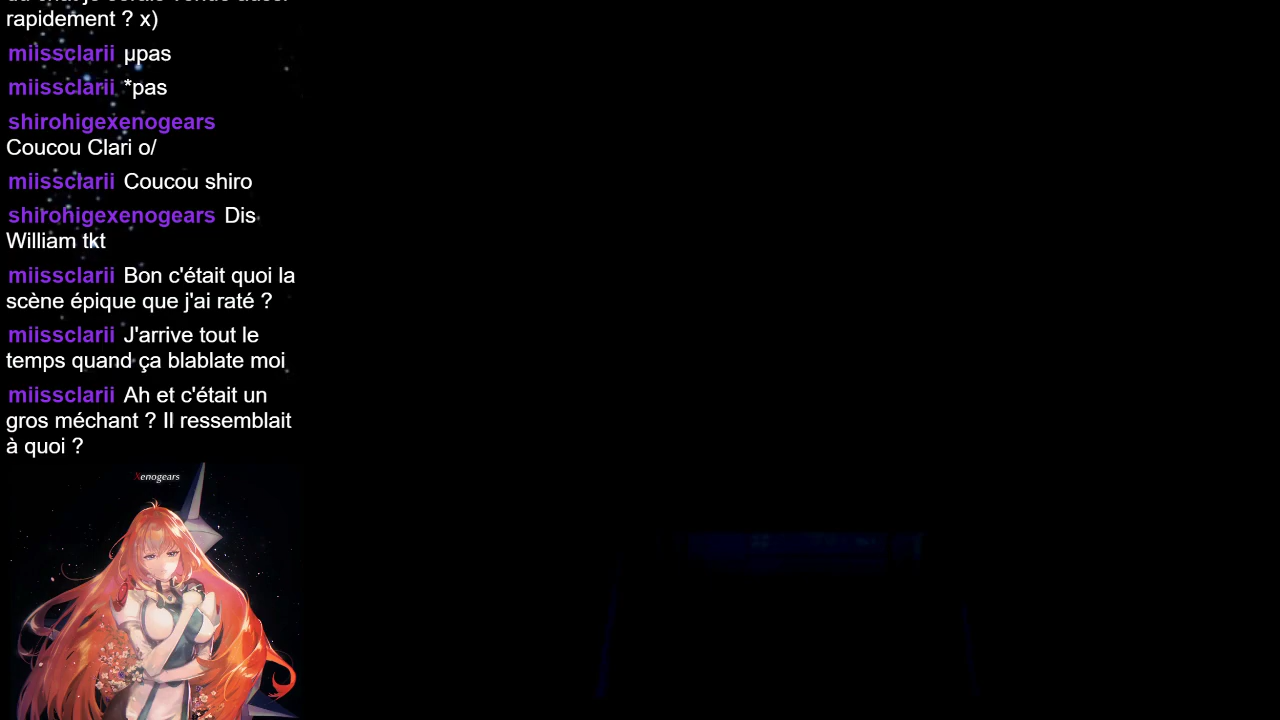 rapidement ? x)
miissclarii µpas
miissclarii *pas
shirohigexenogears
Coucou Clari o/
miissclarii Coucou shiro
shirohigexenogears Dis
William tkt
miissclarii Bon c'était quoi la
scène épique que j'ai raté ?
miissclarii J'arrive tout le
temps quand ça blablate moi
miissclarii Ah et c'était un
gros méchant ? Il ressemblait
à quoi ?
Xenogears